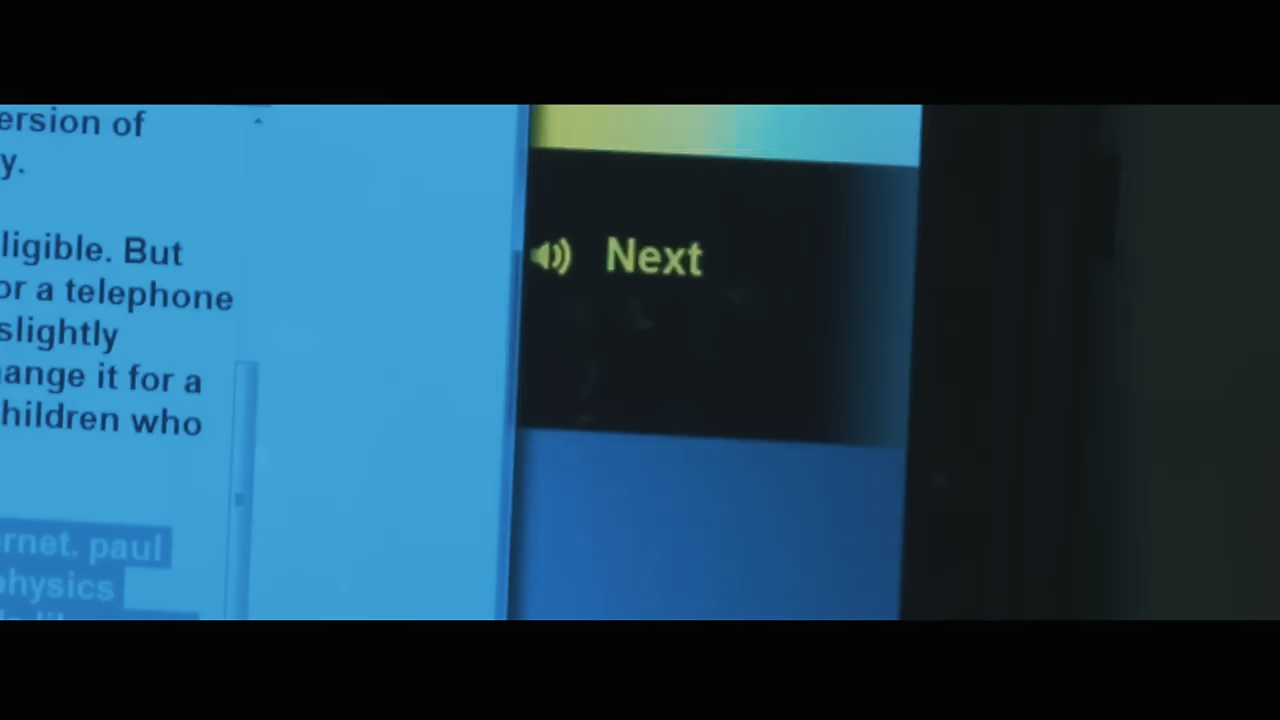 ersion of
y.
ligible. But
or a telephone
slightly
ange it for a
hildren who
rnet. paul
physics
Next